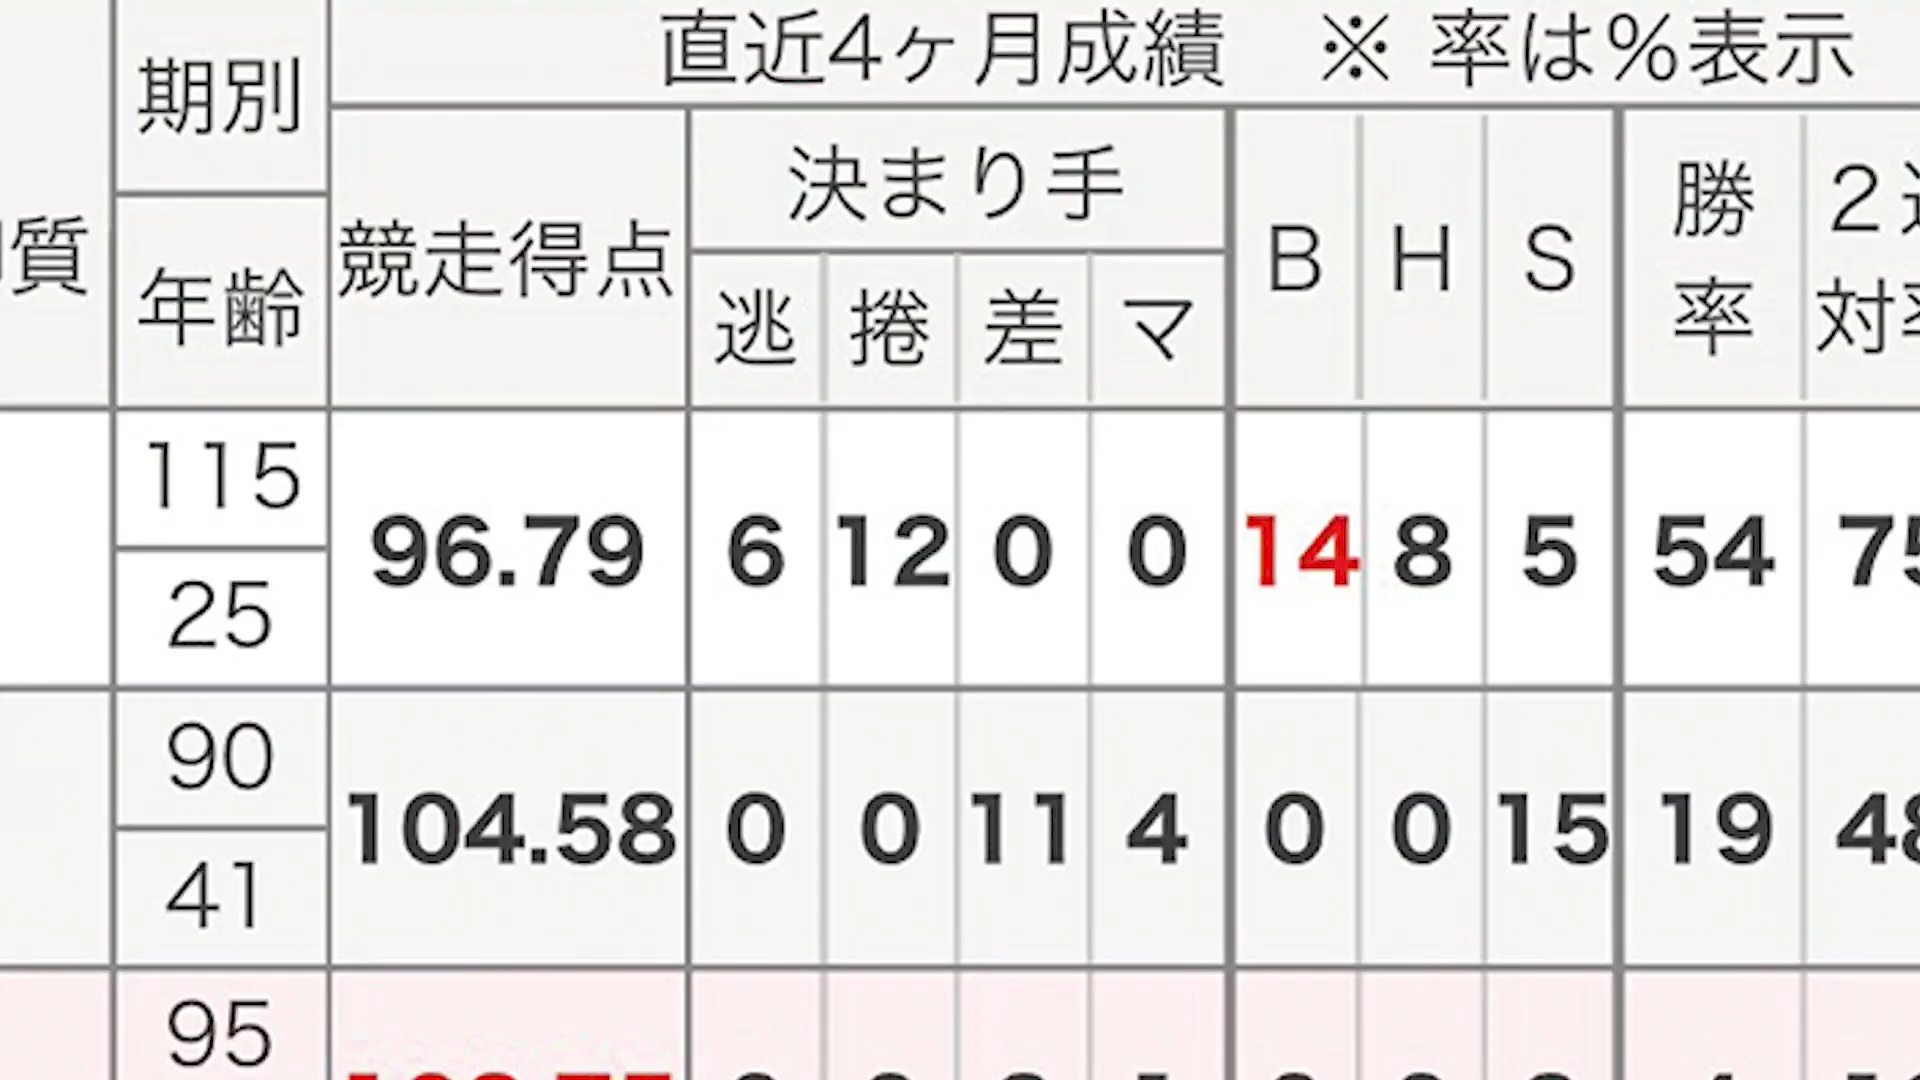 直近4ヶ月成績 ※ 率は%表示
期別
年齢
質
競走得点
決まり手
逃 捲 差 マ
B H S
勝率
2
対
115
25
96.79 6 12 0 0 14 8 5 54
90
41
104.58 0 0 11 4 0 0 15 19
95